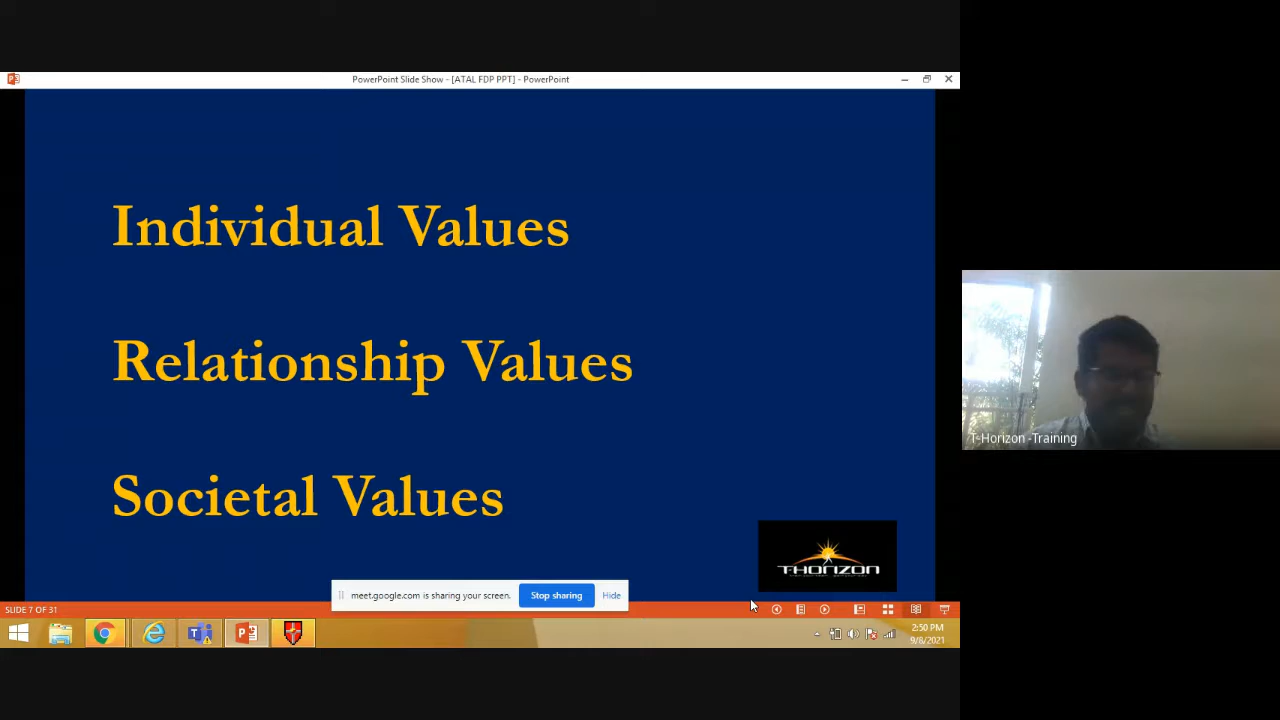 PowerPoint Slide Show - [ATAL FDP PPT] - PowerPoint
Individual Values
Relationship Values
Societal Values
T-HORIZON
meet.google.com is sharing your screen.
Stop sharing
Hide
SLIDE 7 OF 31
2:50 PM
9/8/2021
T-Horizon -Training